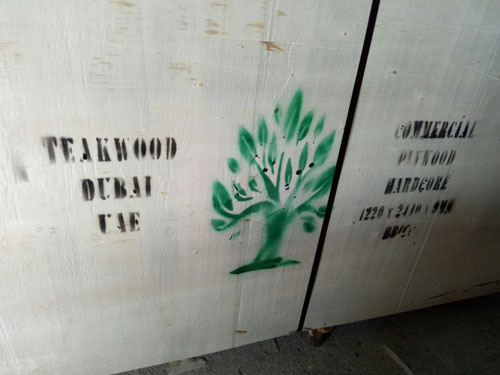 TEAKWOOD
DUBAI
UAE
COMMERCIAL
PLYWOOD
HARDCORE
1220 X 2440 X 9MM